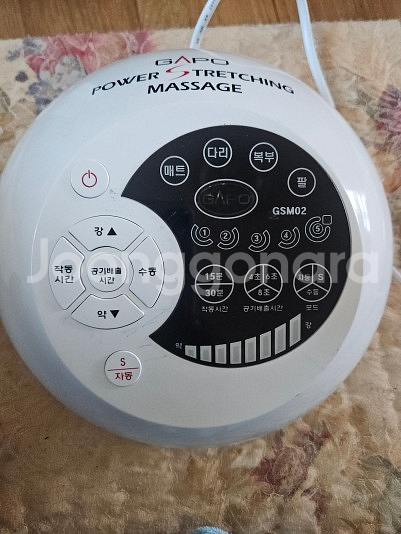 GAPO
POWER STRETCHING
MASSAGE
매트 다리 복부 팔
GAPO
GSM02
1 2 3 4 5
강▲
작동
시간
공기배출
시간
수동
약▼
S
자동
15분
30분
작동시간
4초 6초
8초
공기배출시간
자동 S
수동
모드
약 강
Joonggonara